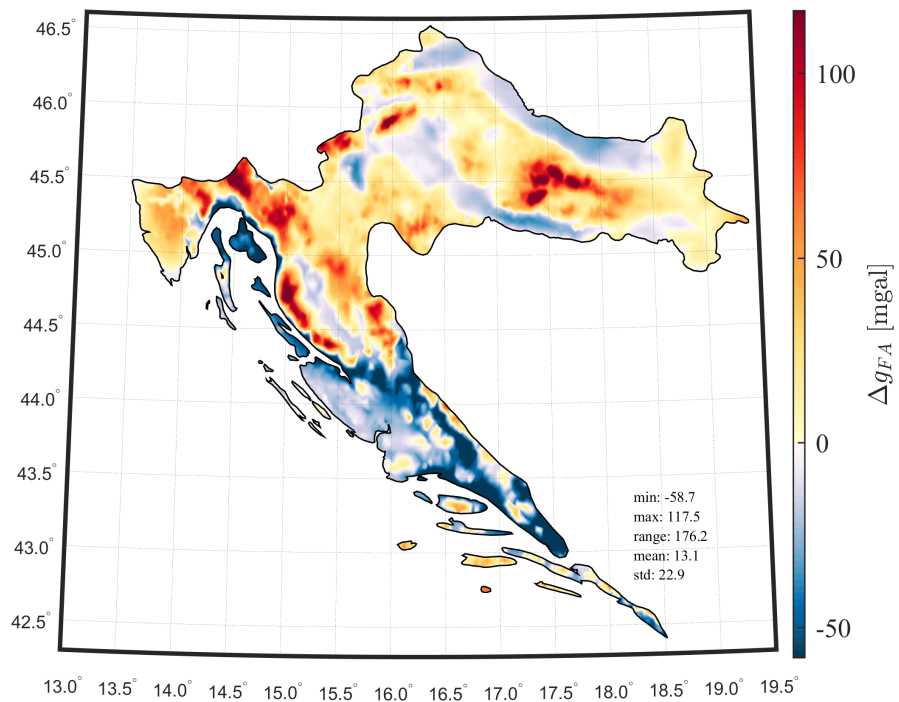 46.5°
46.0°
45.5°
45.0°
44.5°
44.0°
43.5°
43.0°
42.5°
13.0° 13.5° 14.0° 14.5° 15.0° 15.5° 16.0° 16.5° 17.0° 17.5° 18.0° 18.5° 19.0° 19.5°
min: -58.7
max: 117.5
range: 176.2
mean: 13.1
std: 22.9
100
50
0
-50
Δg_{FA} [mgal]